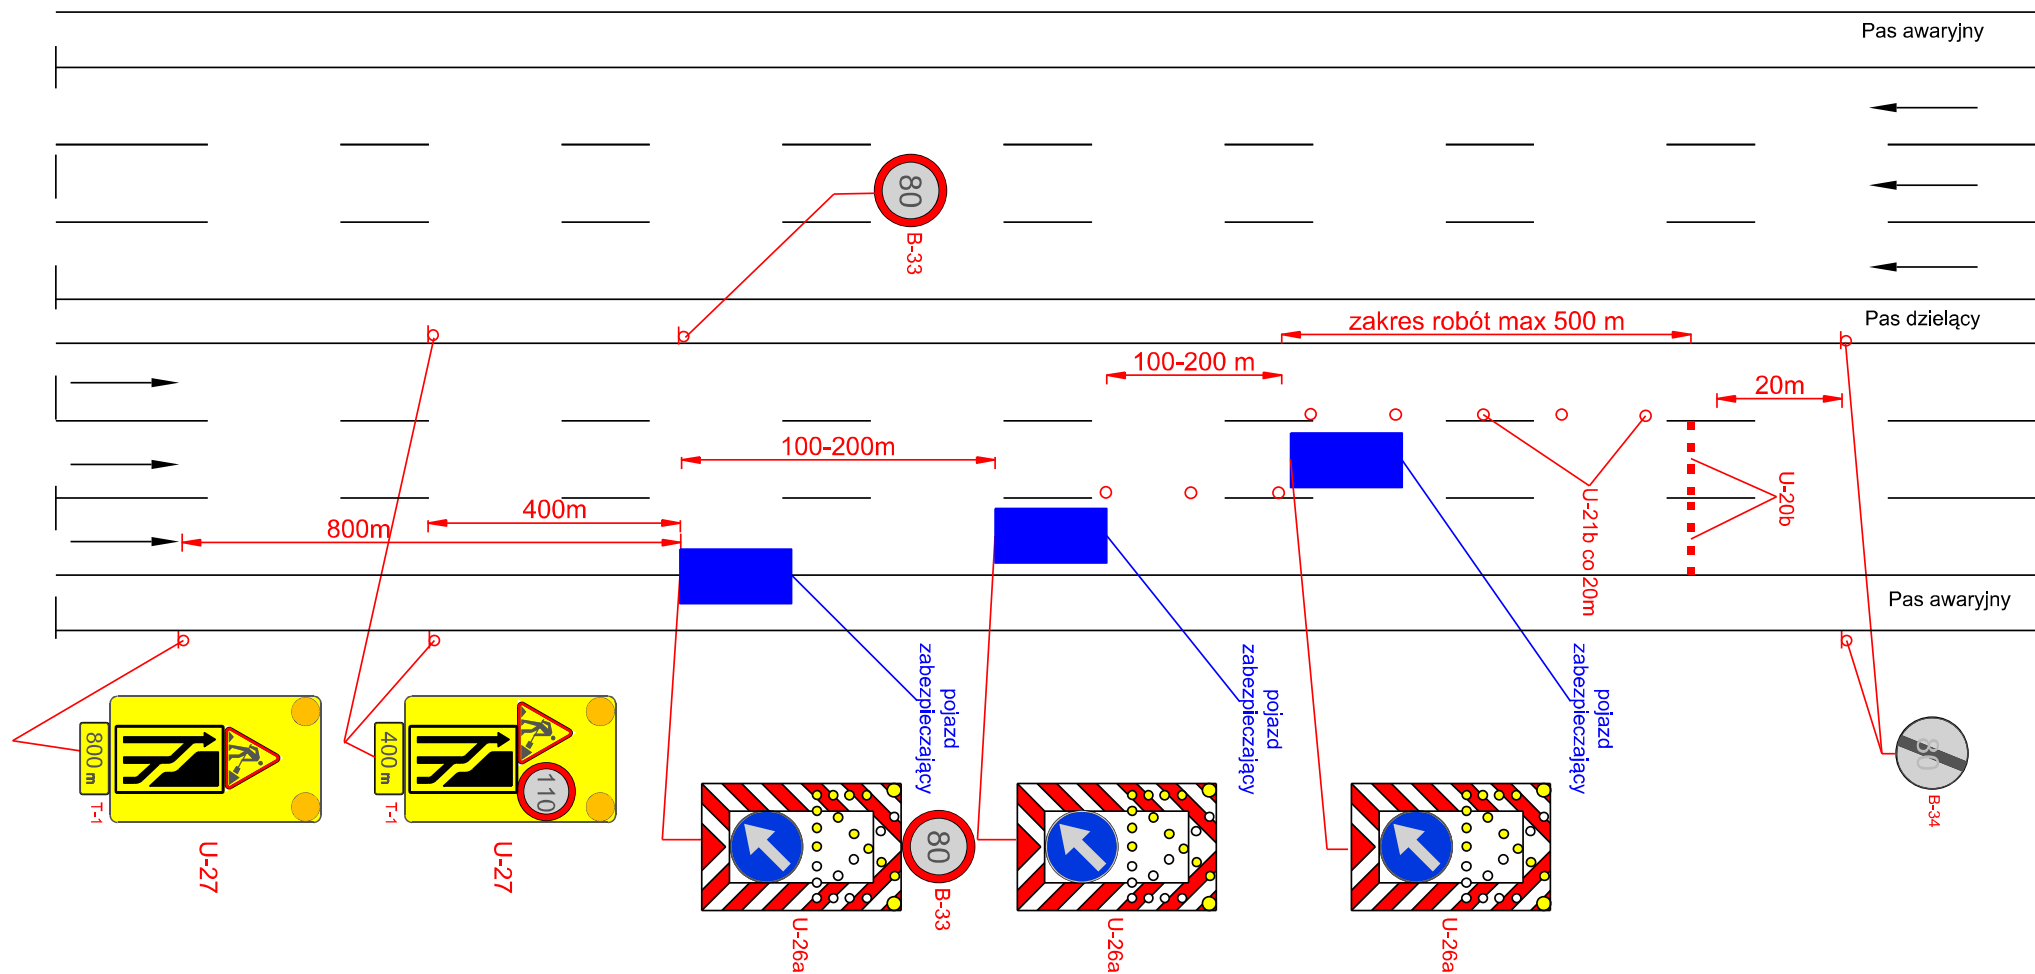 Pas awaryjny
80
B-33
zakres robót max 500 m
Pas dzielący
100-200 m
20m
100-200m
400m
800m
U-21b co 20m
U-20b
Pas awaryjny
pojazd
zabezpieczający
pojazd
zabezpieczający
pojazd
zabezpieczający
800 m
T-1
U-27
400 m
T-1
110
U-27
U-26a
80
B-33
U-26a
U-26a
80
B-34